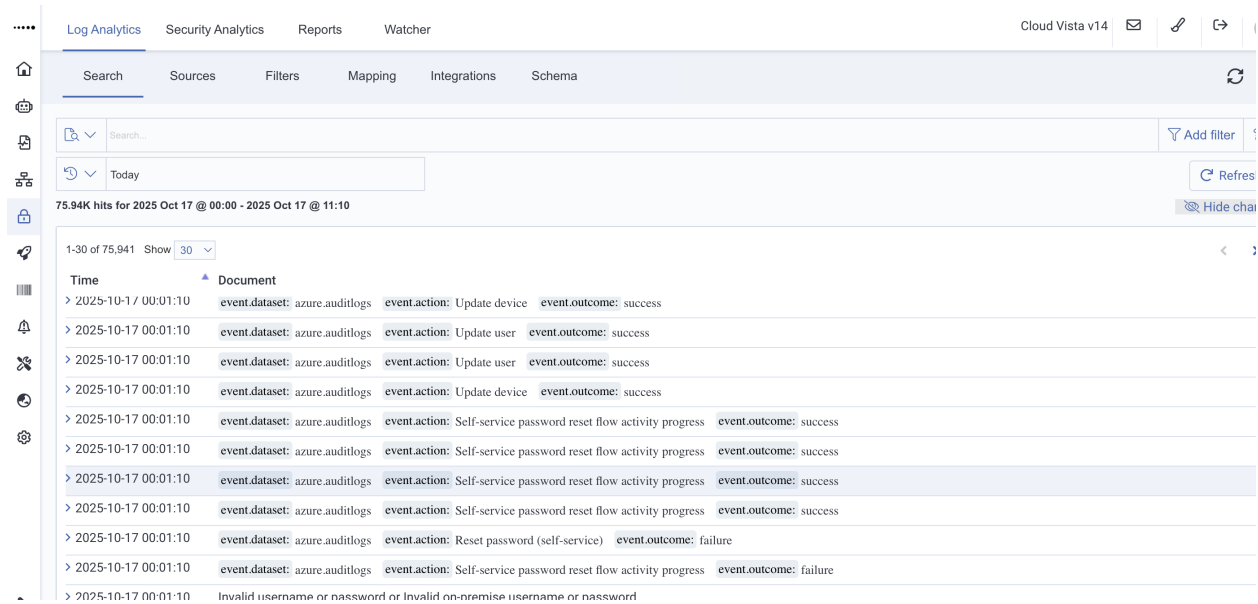 Log Analytics Security Analytics Reports Watcher Cloud Vista v14
Search Sources Filters Mapping Integrations Schema
Search... Add filter
Today
75.94K hits for 2025 Oct 17 @ 00:00 - 2025 Oct 17 @ 11:10
1-30 of 75,941 Show 30
Time Document
2025-10-17 00:01:10 event.dataset: azure.auditlogs event.action: Update device event.outcome: success
2025-10-17 00:01:10 event.dataset: azure.auditlogs event.action: Update user event.outcome: success
2025-10-17 00:01:10 event.dataset: azure.auditlogs event.action: Update user event.outcome: success
2025-10-17 00:01:10 event.dataset: azure.auditlogs event.action: Update device event.outcome: success
2025-10-17 00:01:10 event.dataset: azure.auditlogs event.action: Self-service password reset flow activity progress event.outcome: success
2025-10-17 00:01:10 event.dataset: azure.auditlogs event.action: Self-service password reset flow activity progress event.outcome: success
2025-10-17 00:01:10 event.dataset: azure.auditlogs event.action: Self-service password reset flow activity progress event.outcome: success
2025-10-17 00:01:10 event.dataset: azure.auditlogs event.action: Self-service password reset flow activity progress event.outcome: success
2025-10-17 00:01:10 event.dataset: azure.auditlogs event.action: Reset password (self-service) event.outcome: failure
2025-10-17 00:01:10 event.dataset: azure.auditlogs event.action: Self-service password reset flow activity progress event.outcome: failure
2025-10-17 00:01:10 Invalid username or password or Invalid on-premise username or password
Refres
Hide char